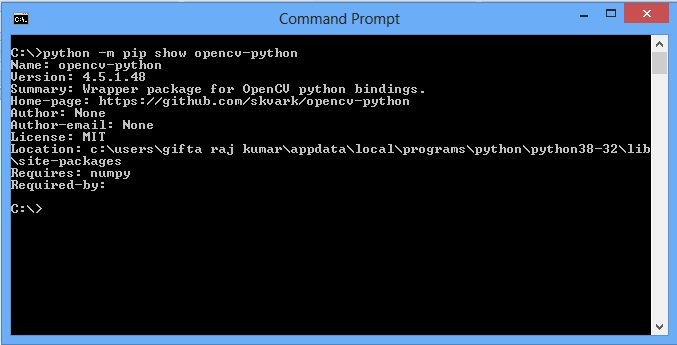 Command Prompt
C:\>python -m pip show opencv-python
Name: opencv-python
Version: 4.5.1.48
Summary: Wrapper package for OpenCV python bindings.
Home-page: https://github.com/skvark/opencv-python
Author: None
Author-email: None
License: MIT
Location: c:\users\gifta raj kumar\appdata\local\programs\python\python38-32\lib
\site-packages
Requires: numpy
Required-by:
C:\>